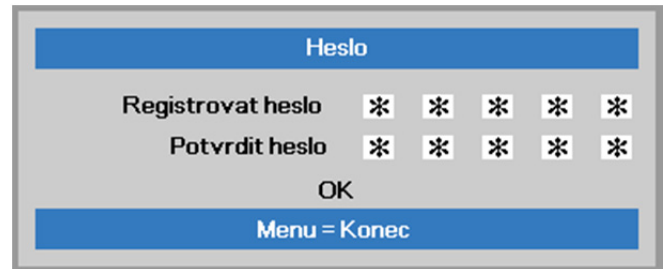 Heslo
Registrovat heslo * * * * *
Potvrdit heslo * * * * *
OK
Menu = Konec